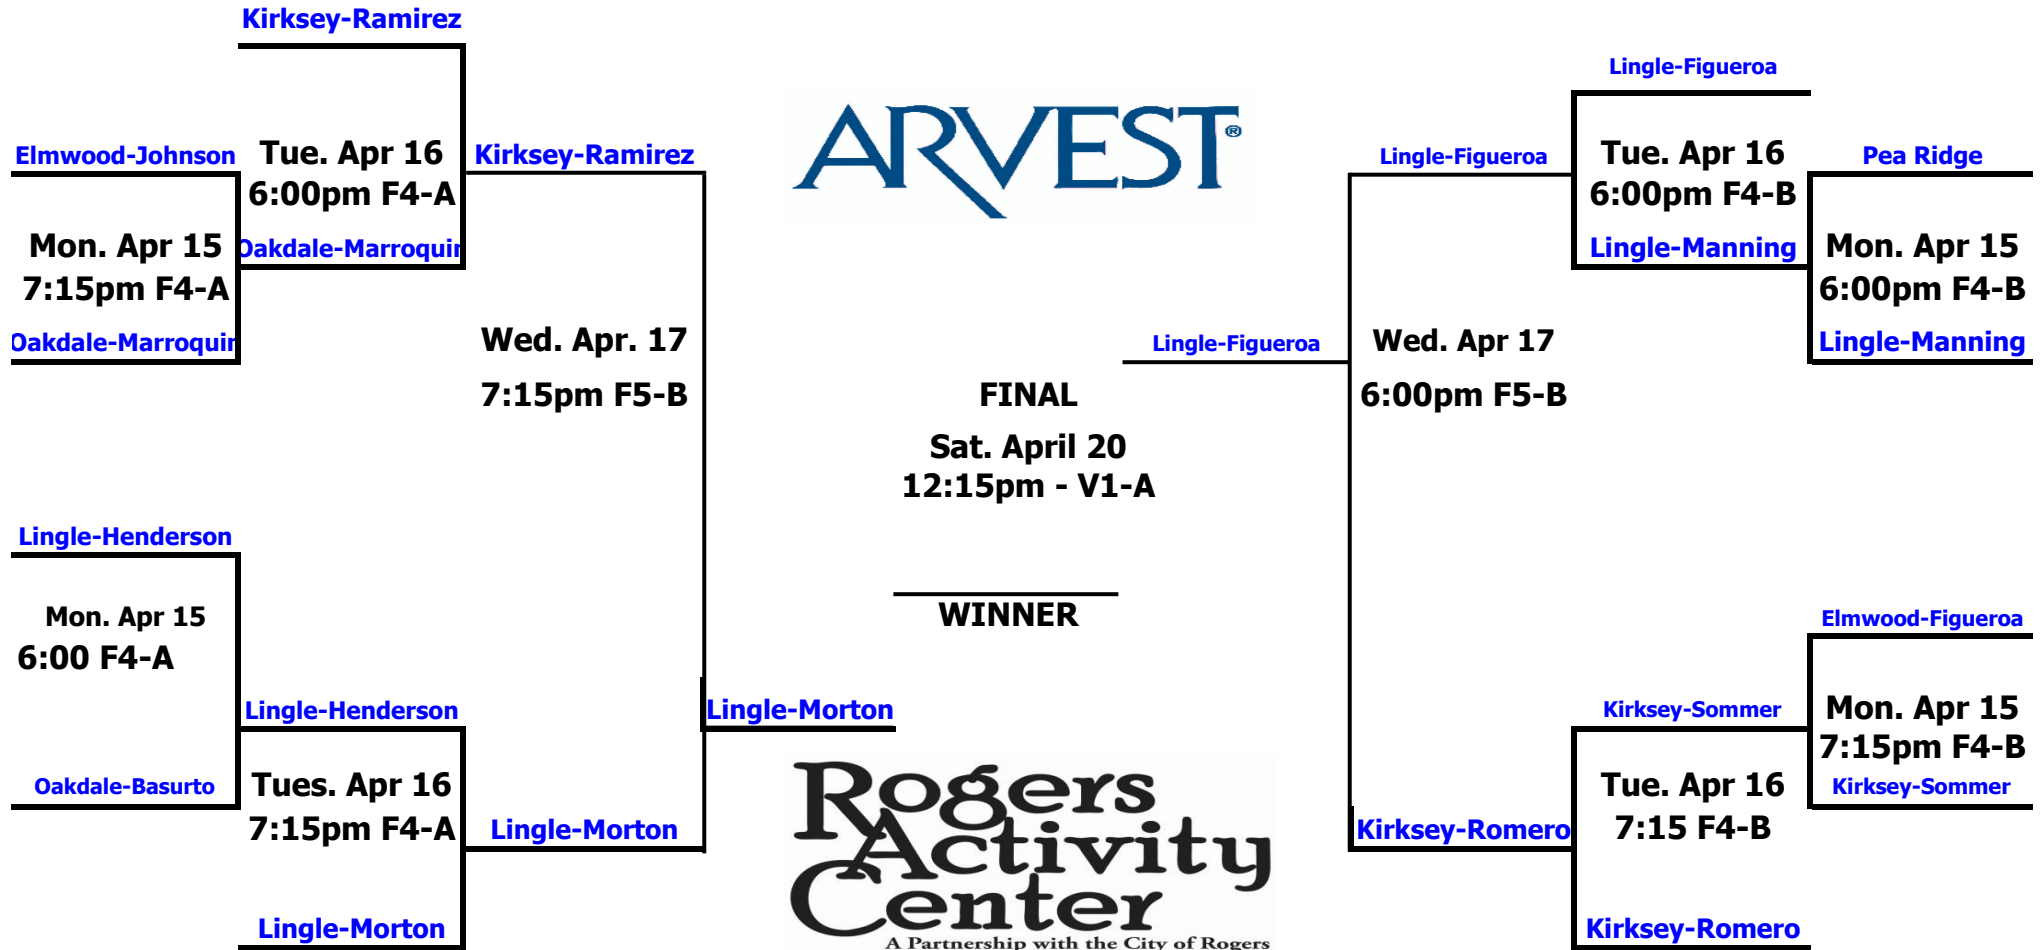 Kirksey-Ramirez
Lingle-Figueroa
ARVEST®
Elmwood-Johnson
Tue. Apr 16
6:00pm F4-A
Kirksey-Ramirez
Lingle-Figueroa
Tue. Apr 16
6:00pm F4-B
Pea Ridge
Mon. Apr 15
7:15pm F4-A
Oakdale-Marroquin
Lingle-Manning
Mon. Apr 15
6:00pm F4-B
Oakdale-Marroquin
Wed. Apr. 17
7:15pm F5-B
Lingle-Figueroa
Wed. Apr 17
6:00pm F5-B
Lingle-Manning
FINAL
Sat. April 20
12:15pm - V1-A
Lingle-Henderson
Mon. Apr 15
6:00 F4-A
WINNER
Elmwood-Figueroa
Lingle-Henderson
Lingle-Morton
Kirksey-Sommer
Mon. Apr 15
7:15pm F4-B
Oakdale-Basurto
Tues. Apr 16
7:15pm F4-A
Lingle-Morton
Rogers
Activity
Center
A Partnership with the City of Rogers
Kirksey-Romero
Tue. Apr 16
7:15 F4-B
Kirksey-Sommer
Lingle-Morton
Kirksey-Romero